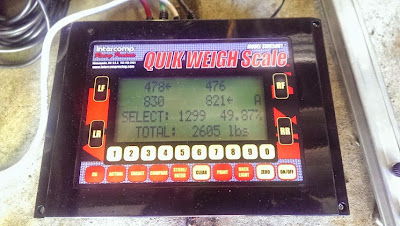 intercomp
QUIK WEIGH Scale
LF
RF
478← 476
830 821← A
SELECT: 1299 49.87%
TOTAL: 2605 lbs
LR
RR
1 2 3 4 5 6 7 8 9 0
CLEAR PRINT ZERO ON/OFF